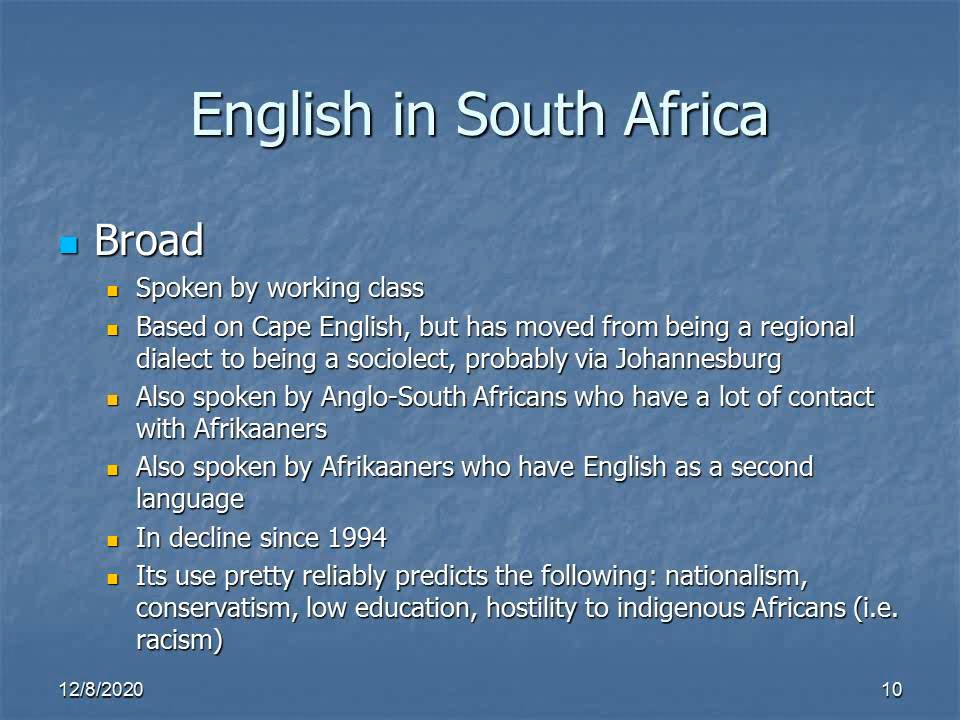 English in South Africa
Broad
Spoken by working class
Based on Cape English, but has moved from being a regional
dialect to being a sociolect, probably via Johannesburg
Also spoken by Anglo-South Africans who have a lot of contact
with Afrikaaners
Also spoken by Afrikaaners who have English as a second
language
In decline since 1994
Its use pretty reliably predicts the following: nationalism,
conservatism, low education, hostility to indigenous Africans (i.e.
racism)
12/8/2020
10